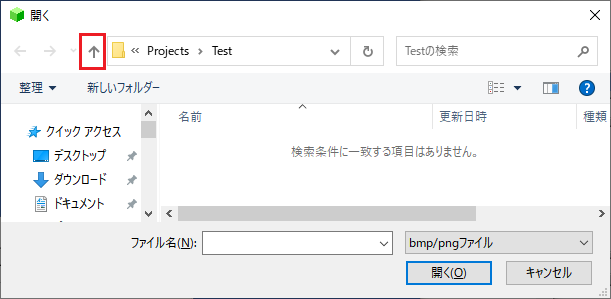 開く
« Projects › Test
Testの検索
整理
新しいフォルダー
?
クイック アクセス
デスクトップ
ダウンロード
ドキュメント
名前
更新日時
種類
検索条件に一致する項目はありません。
ファイル名(N):
bmp/pngファイル
開く(O)
キャンセル